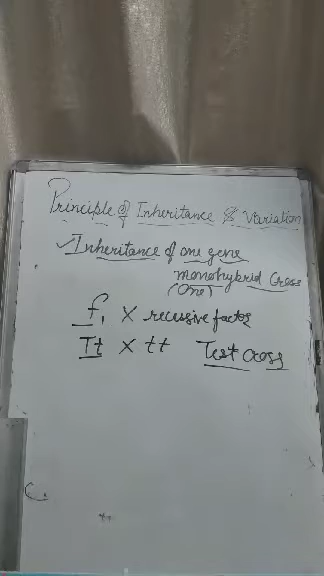 Principle of Inheritance & Variation
✓Inheritance of one gene
monohybrid Cross
(One)
f₁ × recessive factor
Tt × tt Test cross